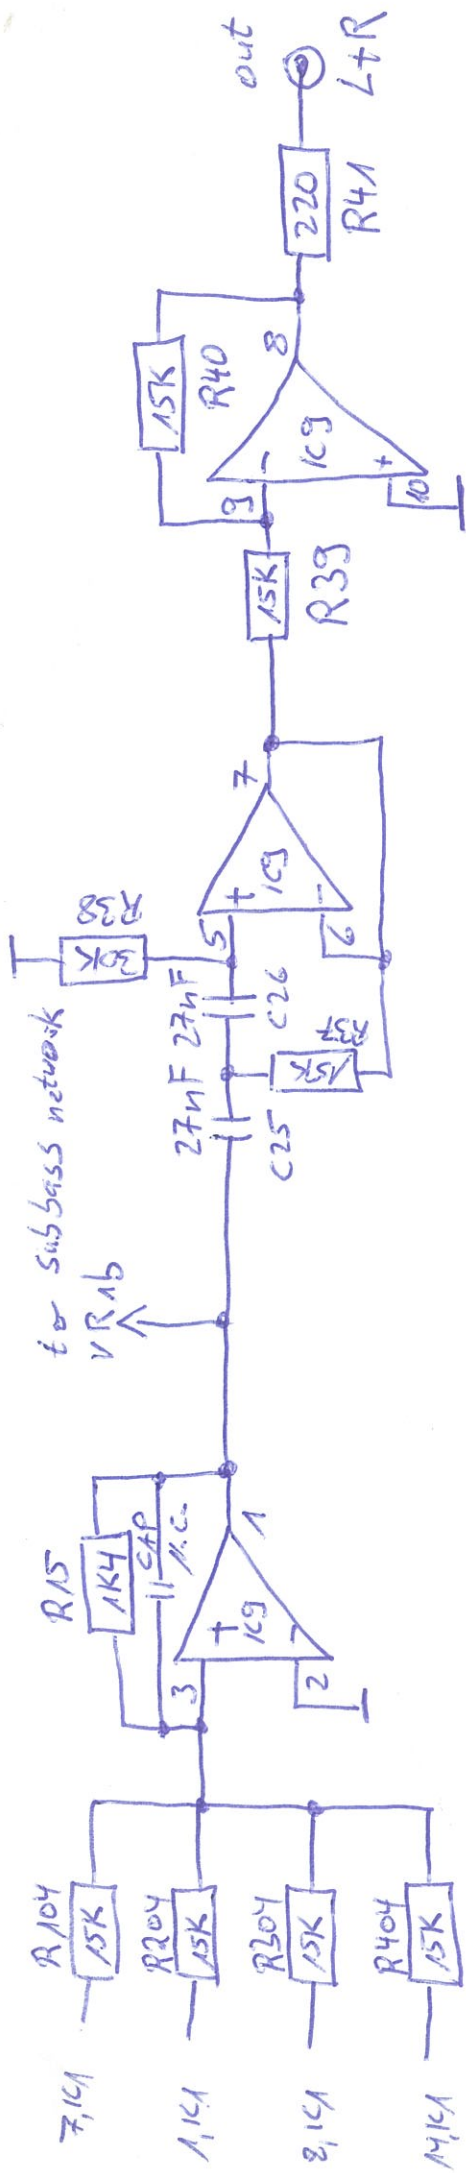 7, IC1
R104
15K
1, IC1
R204
15K
8, IC1
R304
15K
14, IC1
R404
15K
R15
1K4
CAP
N.C.
3
+
IC9
-
2
1
to subbass network
VR1b
27nF
C25
27nF
C26
R37
15K
R38
30K
5
+
IC9
-
6
7
15K
R39
15K
R40
9
-
IC9
+
10
8
220
R41
out
L+R